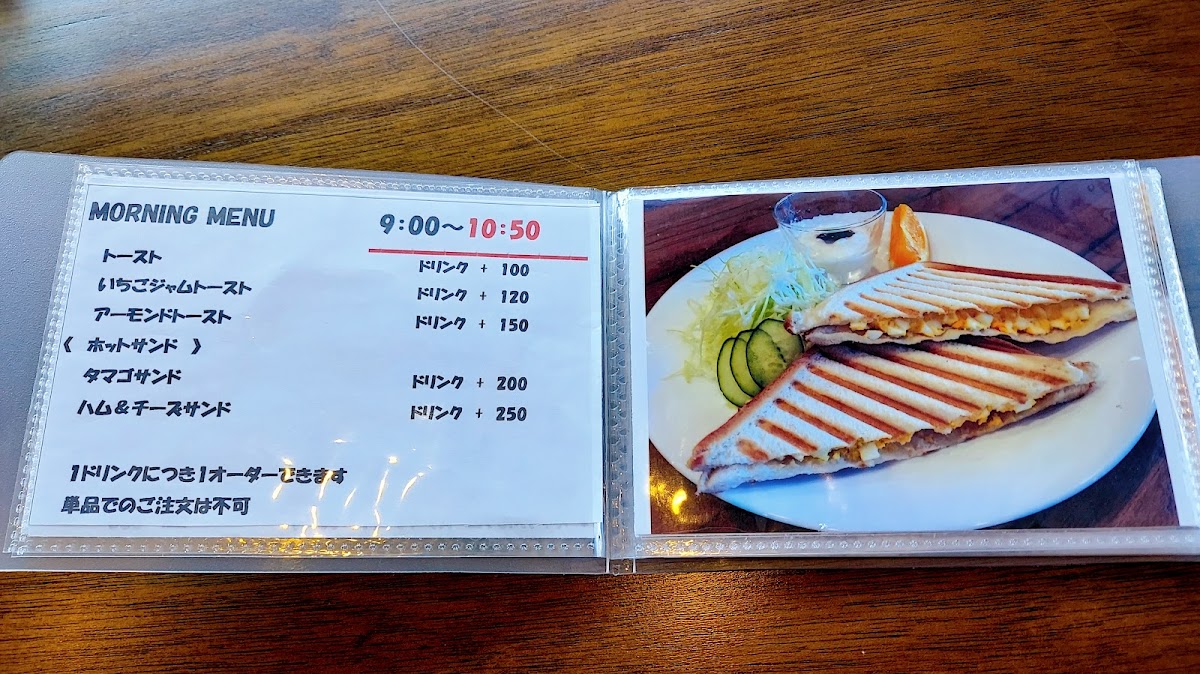 MORNING MENU 9:00～10:50
トースト ドリンク + 100
いちごジャムトースト ドリンク + 120
アーモンドトースト ドリンク + 150
《 ホットサンド 》
タマゴサンド ドリンク + 200
ハム＆チーズサンド ドリンク + 250
1ドリンクにつき1オーダーできます
単品でのご注文は不可